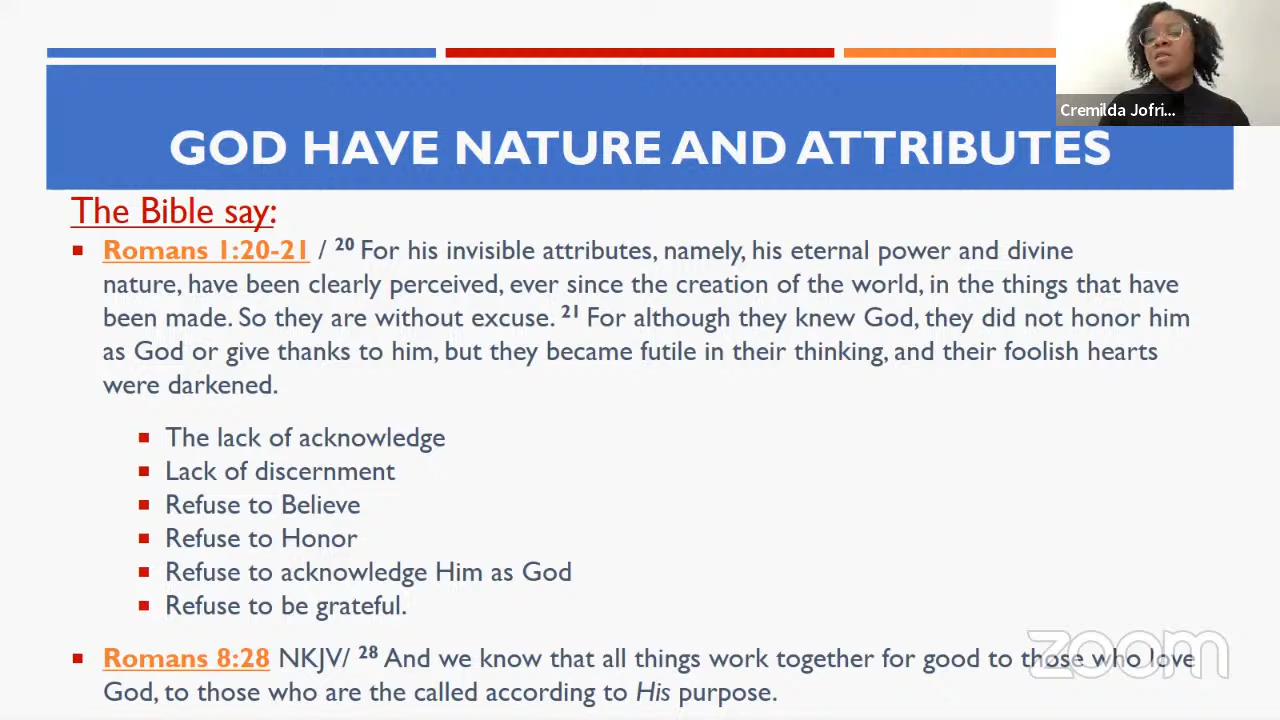 Cremilda Jofri...
GOD HAVE NATURE AND ATTRIBUTES
The Bible say:
Romans 1:20-21 / 20 For his invisible attributes, namely, his eternal power and divine
nature, have been clearly perceived, ever since the creation of the world, in the things that have
been made. So they are without excuse. 21 For although they knew God, they did not honor him
as God or give thanks to him, but they became futile in their thinking, and their foolish hearts
were darkened.
The lack of acknowledge
Lack of discernment
Refuse to Believe
Refuse to Honor
Refuse to acknowledge Him as God
Refuse to be grateful.
Romans 8:28 NKJV/ 28 And we know that all things work together for good to those who love
God, to those who are the called according to His purpose.
zoom